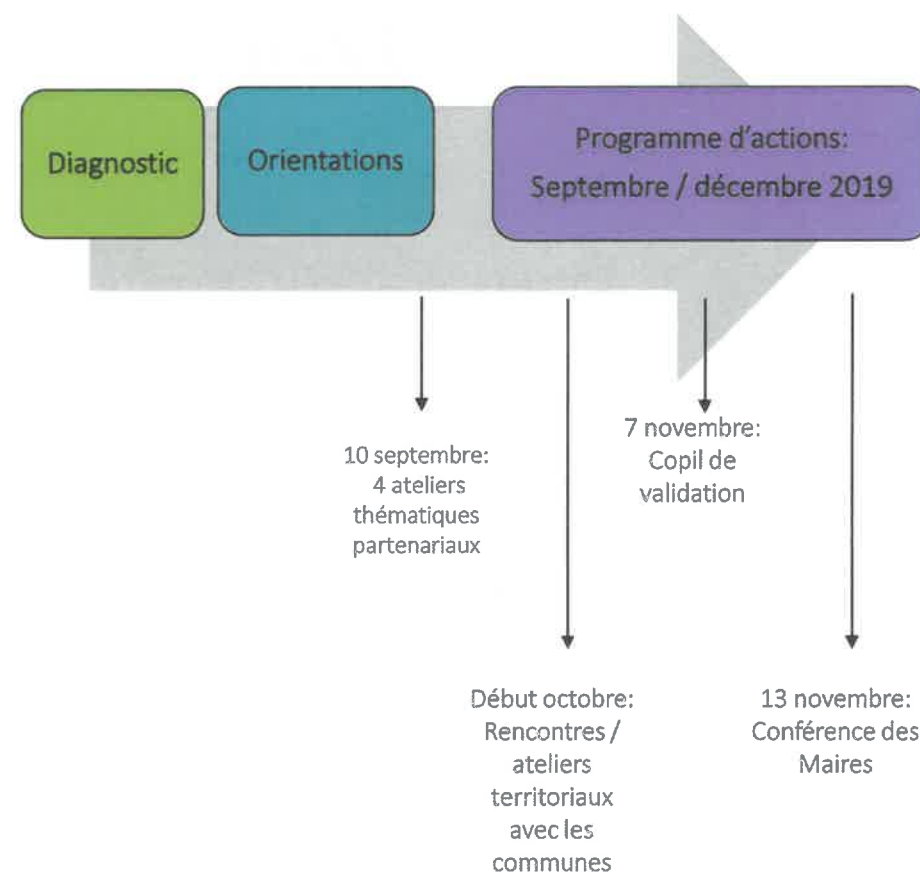 Diagnostic
Orientations
Programme d'actions:
Septembre / décembre 2019
10 septembre:
4 ateliers
thématiques
partenariaux
7 novembre:
Copil de
validation
Début octobre:
Rencontres /
ateliers
territoriaux
avec les
communes
13 novembre:
Conférence des
Maires